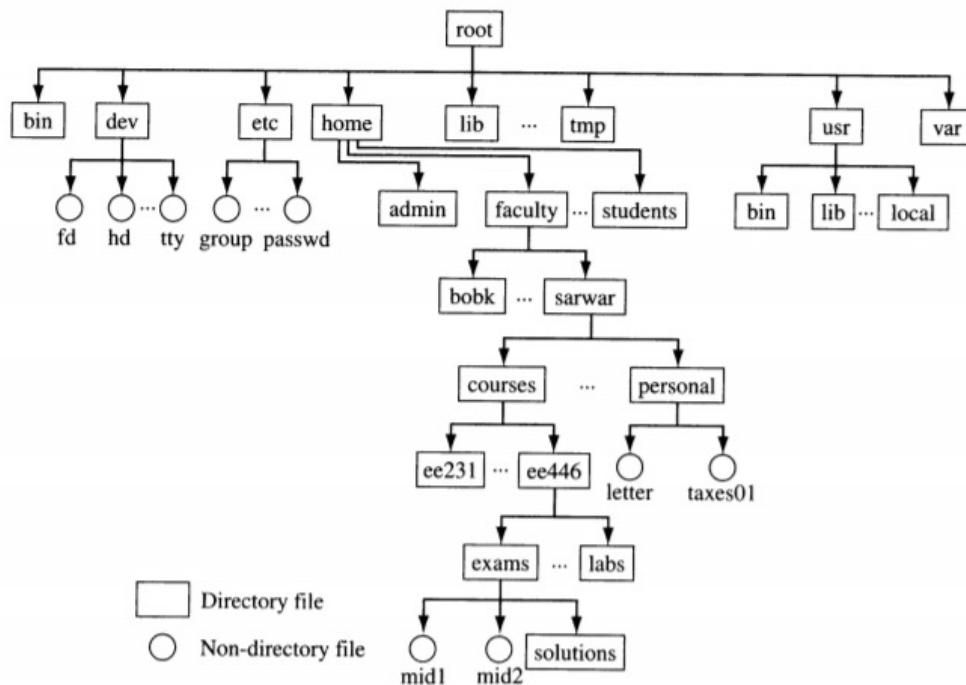 root
bin dev etc home lib ... tmp usr var
fd hd ... tty group ... passwd admin faculty ... students bin lib ... local
bobk ... sarwar
courses ... personal
ee231 ... ee446 letter taxes01
exams ... labs
Directory file
Non-directory file mid1 mid2 solutions